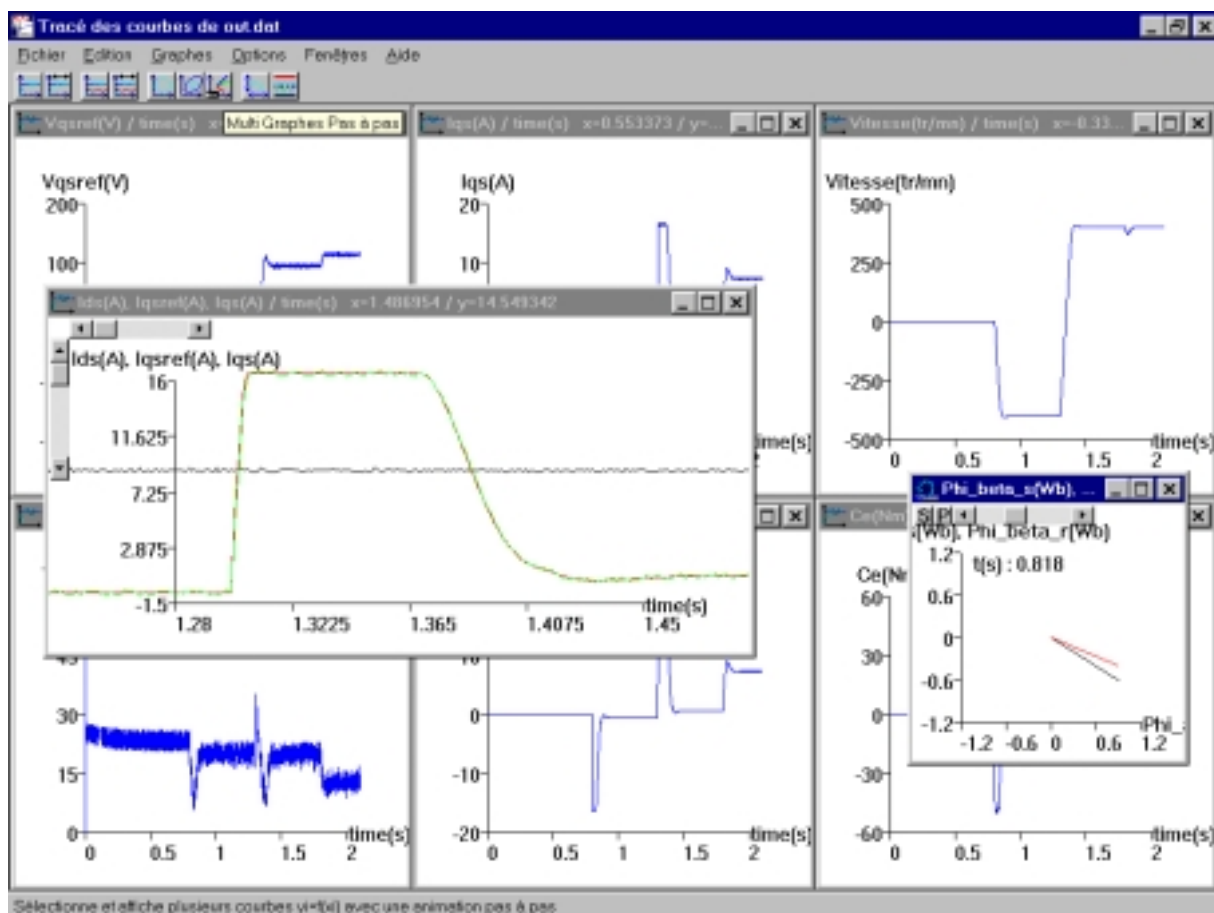 Tracé des courbes de out.dat
Fichier Edition Graphes Options Fenêtres Aide
Vqsref(V) / time(s)
Multi Graphes Pas à pas
Iqs(A) / time(s) x=0.553373 / y=...
Vitesse(tr/mn) / time(s) x=-0.33...
Vqsref(V)
200
100
Iqs(A)
20
10
Vitesse(tr/mn)
500
250
0
-250
-500
time(s)
0 0.5 1 1.5 2
time(s)
Ids(A), Iqsref(A), Iqs(A) / time(s) x=1.486954 / y=14.549342
Ids(A), Iqsref(A), Iqs(A)
16
11.625
7.25
2.875
-1.5
time(s)
1.28 1.3225 1.365 1.4075 1.45
Phi_beta_s(Wb), ...
S P
(Wb), Phi_beta_r(Wb)
t(s) : 0.818
1.2
0.6
0
-0.6
-1.2
Phi_
-1.2 -0.6 0 0.6 1.2
45
30
15
0
time(s)
0 0.5 1 1.5 2
10
0
-10
-20
time(s)
0 0.5 1 1.5 2
Ce(Nm)
60
30
0
-30
-60
time(s)
0 0.5 1 1.5 2
Sélectionne et affiche plusieurs courbes yi=f(xi) avec une animation pas à pas